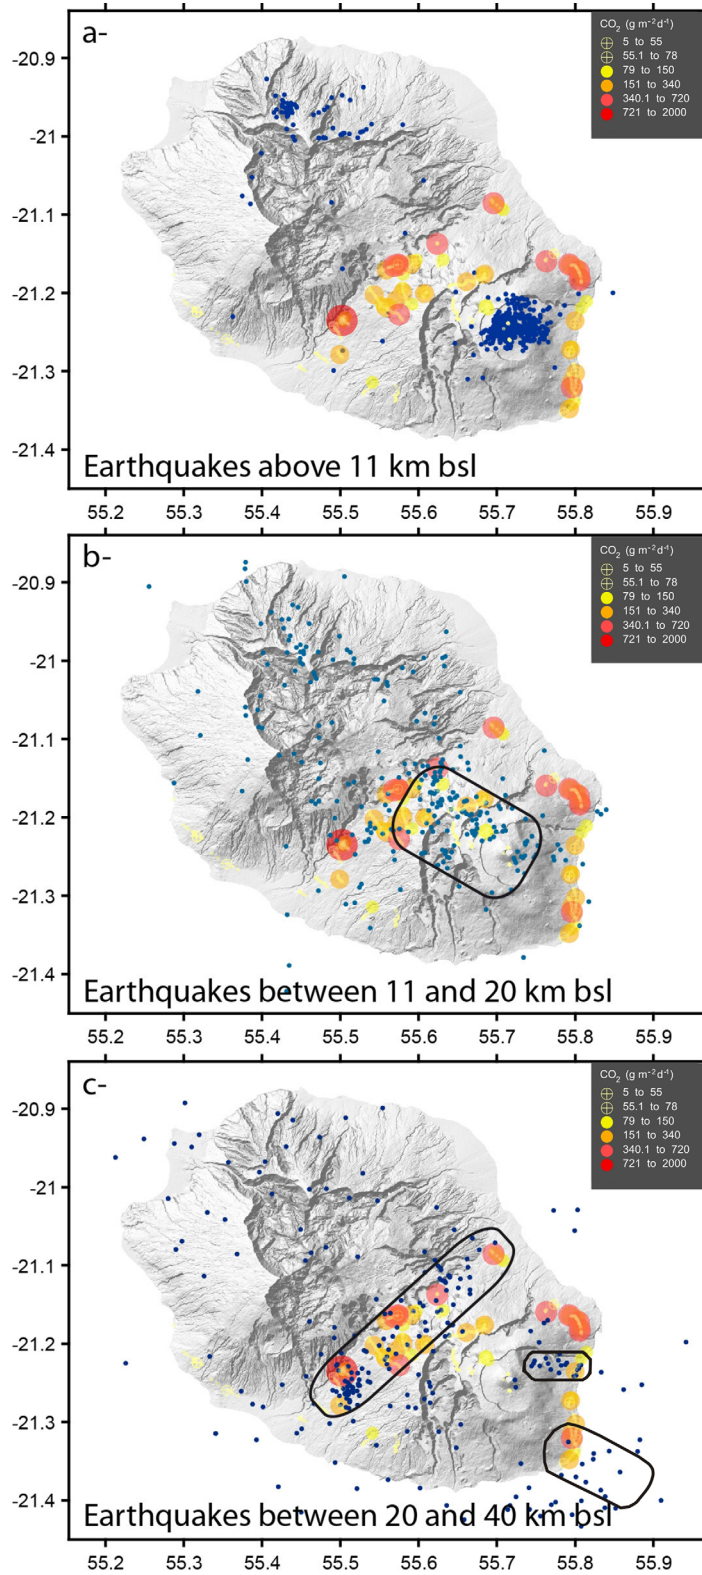 a-
CO₂ (g m⁻² d⁻¹)
5 to 55
55.1 to 78
79 to 150
151 to 340
340.1 to 720
721 to 2000
-20.9
-21
-21.1
-21.2
-21.3
-21.4
Earthquakes above 11 km bsl
55.2 55.3 55.4 55.5 55.6 55.7 55.8 55.9
b-
CO₂ (g m⁻² d⁻¹)
5 to 55
55.1 to 78
79 to 150
151 to 340
340.1 to 720
721 to 2000
-20.9
-21
-21.1
-21.2
-21.3
-21.4
Earthquakes between 11 and 20 km bsl
55.2 55.3 55.4 55.5 55.6 55.7 55.8 55.9
c-
CO₂ (g m⁻² d⁻¹)
5 to 55
55.1 to 78
79 to 150
151 to 340
340.1 to 720
721 to 2000
-20.9
-21
-21.1
-21.2
-21.3
-21.4
Earthquakes between 20 and 40 km bsl
55.2 55.3 55.4 55.5 55.6 55.7 55.8 55.9